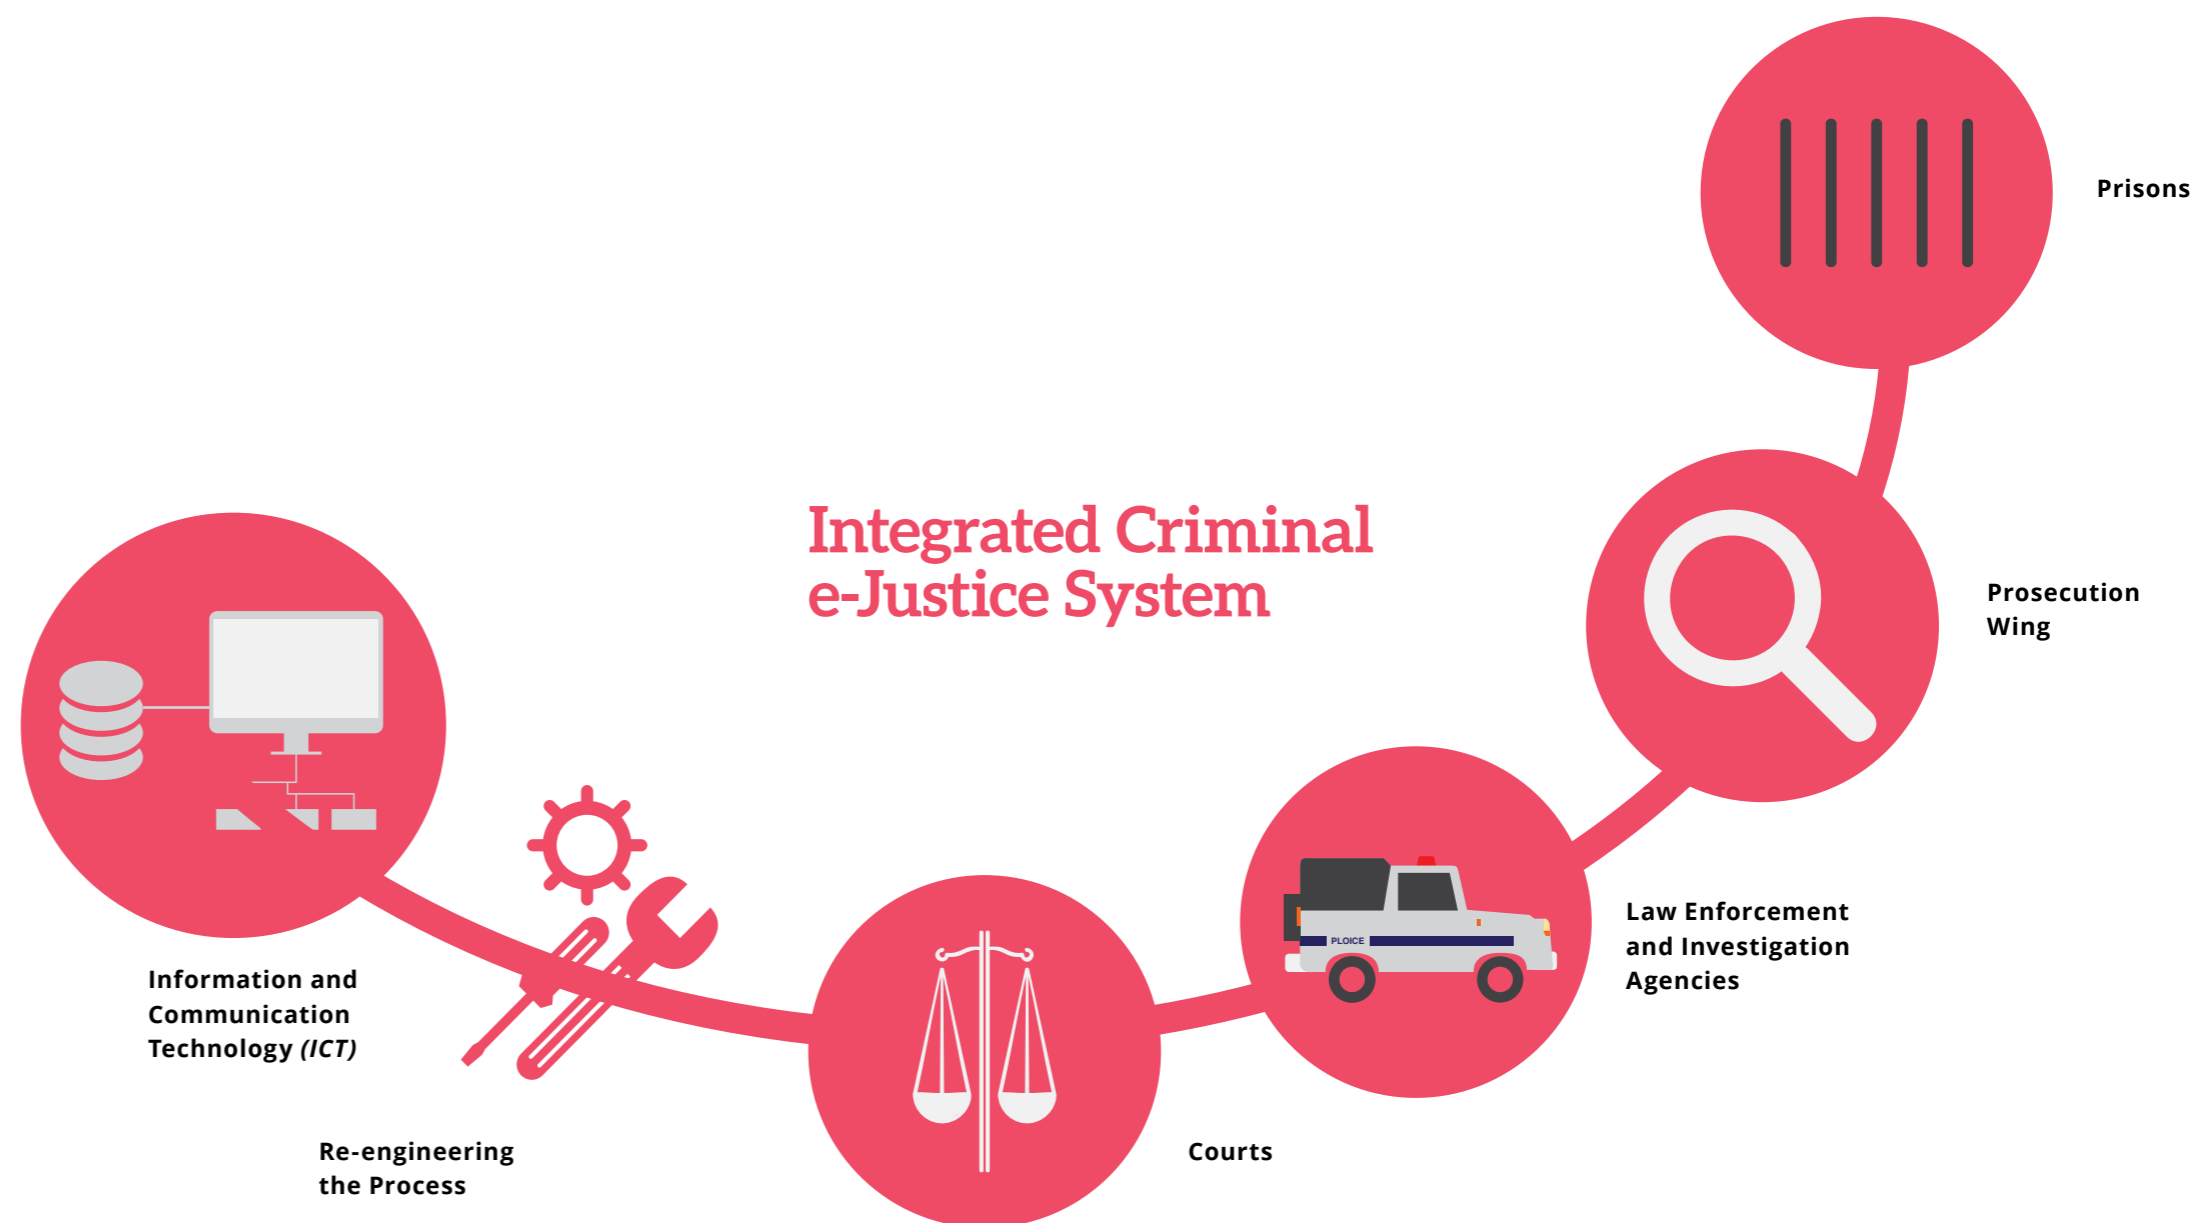 Prisons
Integrated Criminal
e-Justice System
Prosecution
Wing
Law Enforcement
and Investigation
Agencies
PLOICE
Information and
Communication
Technology (ICT)
Re-engineering
the Process
Courts